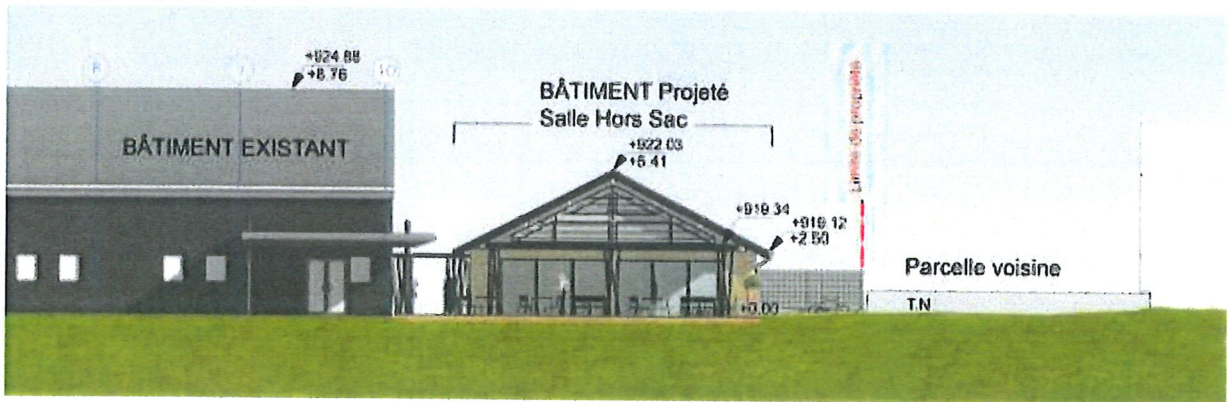 +924.88
+8.76
10
BÂTIMENT Projeté
Salle Hors Sac
BÂTIMENT EXISTANT
+922.03
+5.41
Limite de propriété
+919.34
+919.12
+2.50
Parcelle voisine
+0.00
T.N